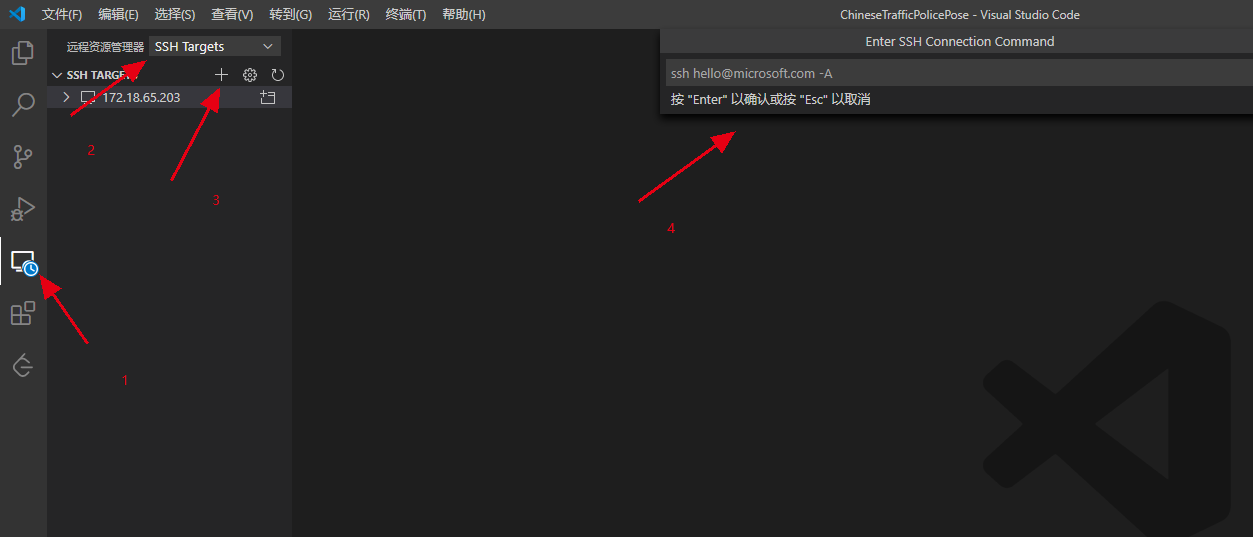 文件(F) 编辑(E) 选择(S) 查看(V) 转到(G) 运行(R) 终端(T) 帮助(H) ChineseTrafficPolicePose - Visual Studio Code
远程资源管理器 SSH Targets
Enter SSH Connection Command
SSH TARGE
ssh hello@microsoft.com -A
172.18.65.203
按 "Enter" 以确认或按 "Esc" 以取消
2
3
4
1